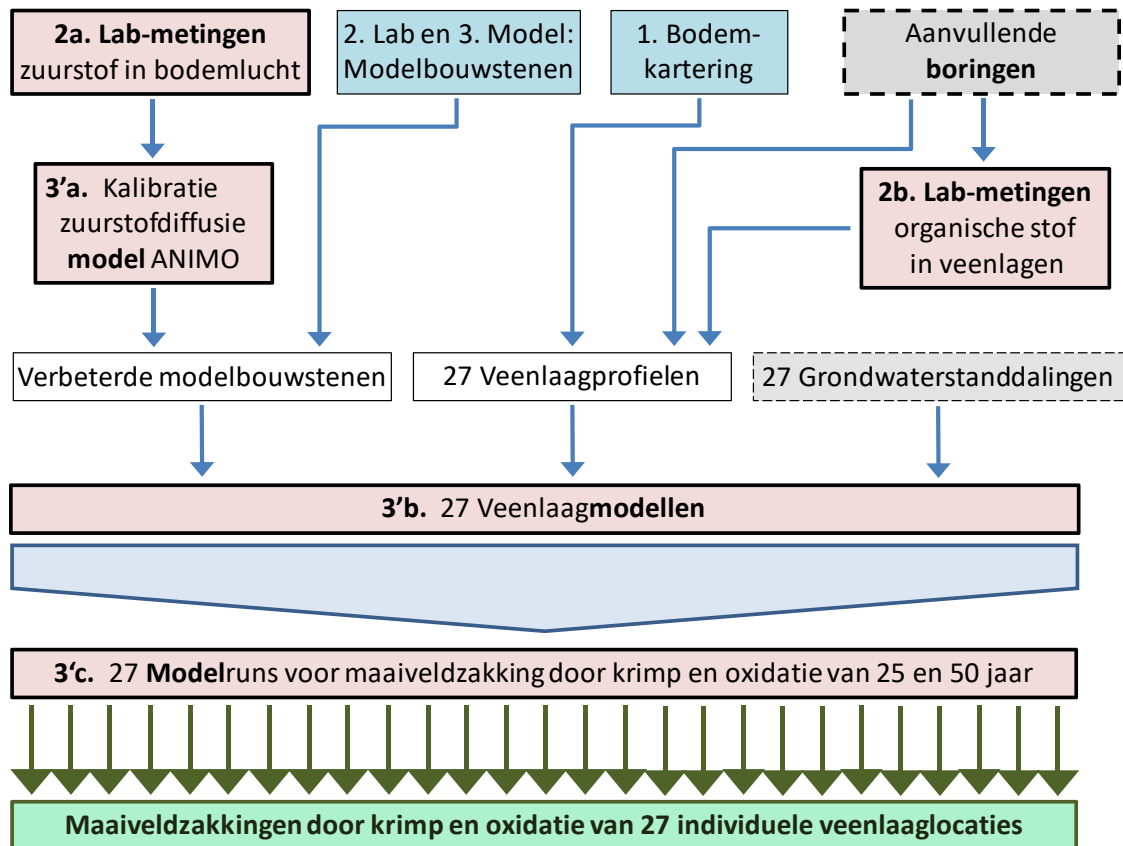 2a. Lab-metingen
zuurstof in bodemlucht
2. Lab en 3. Model:
Modelbouwstenen
1. Bodem-
kartering
Aanvullende
boringen
3’a. Kalibratie
zuurstofdiffusie
model ANIMO
2b. Lab-metingen
organische stof
in veenlagen
Verbeterde modelbouwstenen
27 Veenlaagprofielen
27 Grondwaterstanddalingen
3’b. 27 Veenlaagmodellen
3‘c. 27 Modelruns voor maaiveldzakking door krimp en oxidatie van 25 en 50 jaar
Maaiveldzakkingen door krimp en oxidatie van 27 individuele veenlaaglocaties